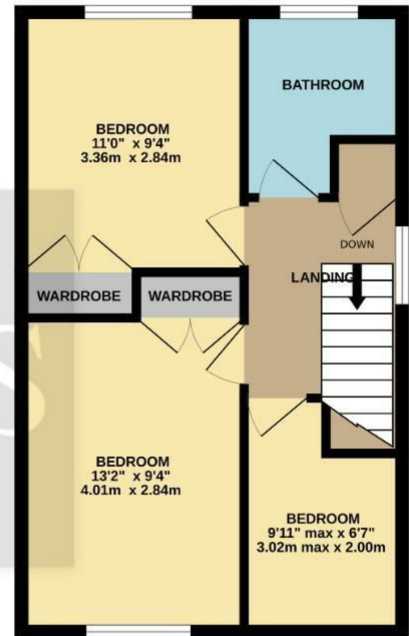 BATHROOM
BEDROOM
11'0" x 9'4"
3.36m x 2.84m
DOWN
LANDING
WARDROBE
WARDROBE
BEDROOM
13'2" x 9'4"
4.01m x 2.84m
BEDROOM
9'11" max x 6'7"
3.02m max x 2.00m
S